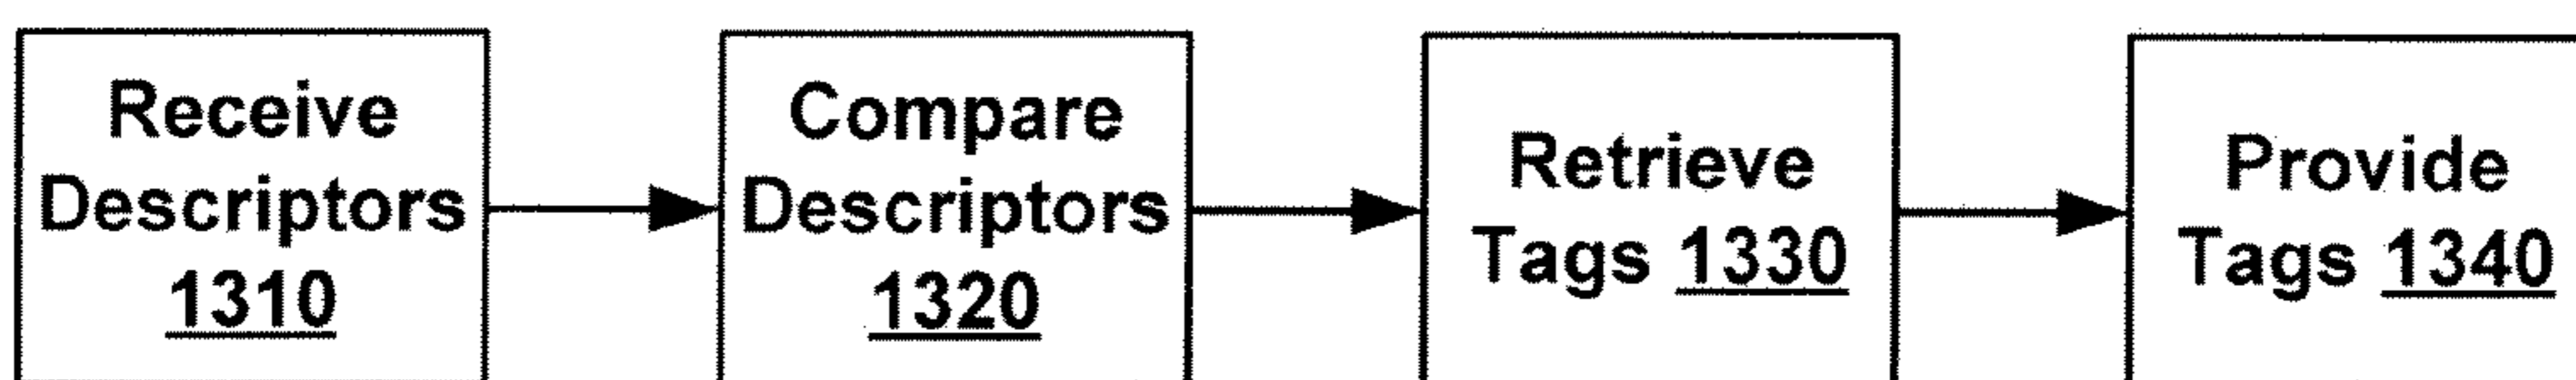 Receive
Descriptors
1310
Compare
Descriptors
1320
Retrieve
Tags 1330
Provide
Tags 1340